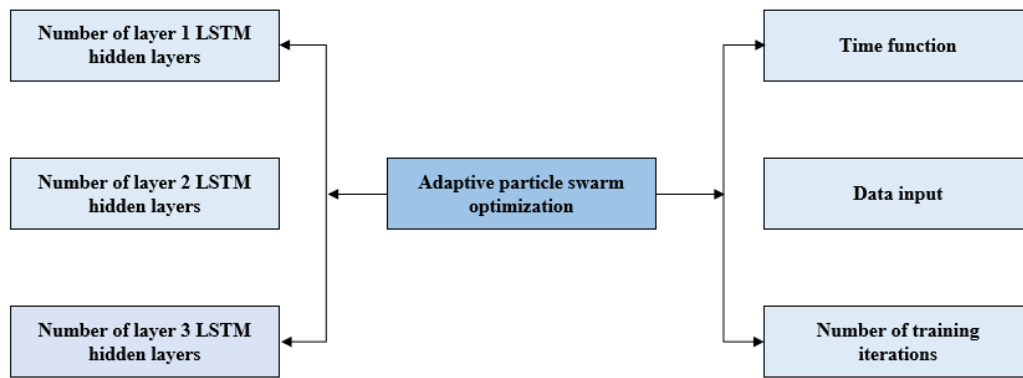 Number of layer 1 LSTM
hidden layers
Time function
Number of layer 2 LSTM
hidden layers
Adaptive particle swarm
optimization
Data input
Number of layer 3 LSTM
hidden layers
Number of training
iterations